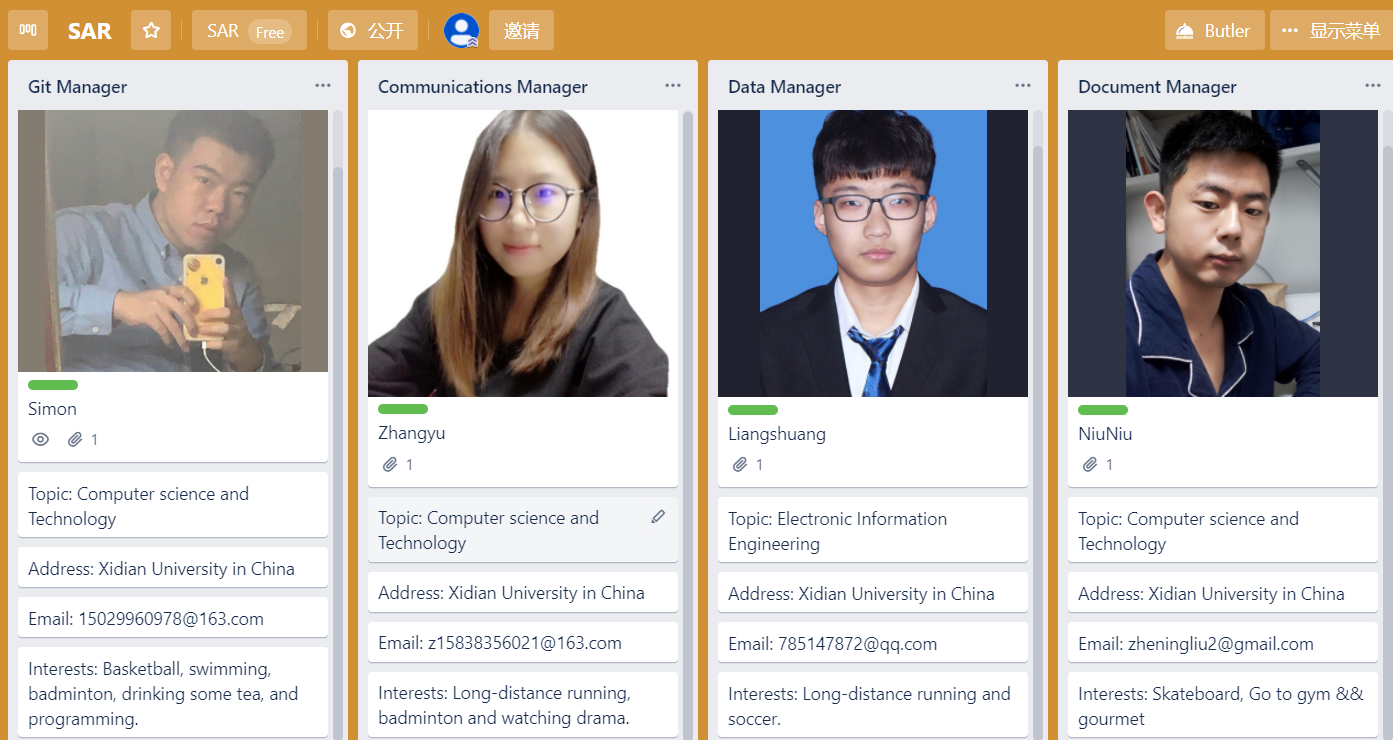 SAR
SAR Free
公开
邀请
Butler
显示菜单
Git Manager
Simon
1
Topic: Computer science and
Technology
Address: Xidian University in China
Email: 15029960978@163.com
Interests: Basketball, swimming,
badminton, drinking some tea, and
programming.
Communications Manager
Zhangyu
1
Topic: Computer science and
Technology
Address: Xidian University in China
Email: z15838356021@163.com
Interests: Long-distance running,
badminton and watching drama.
Data Manager
Liangshuang
1
Topic: Electronic Information
Engineering
Address: Xidian University in China
Email: 785147872@qq.com
Interests: Long-distance running and
soccer.
Document Manager
NiuNiu
1
Topic: Computer science and
Technology
Address: Xidian University in China
Email: zheningliu2@gmail.com
Interests: Skateboard, Go to gym &&
gourmet